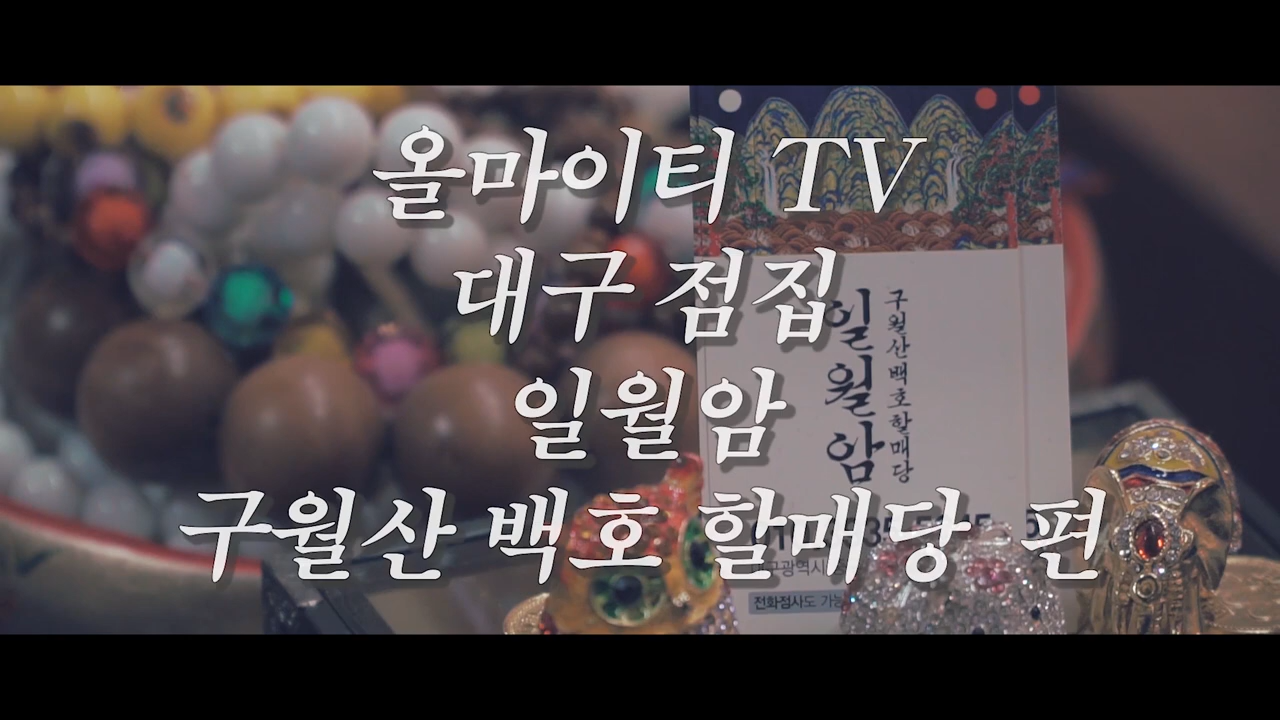 올마이티 TV
대구 점집
일월암
구월산 백호 할매당 편
구월산백호할매당
일월암
전화점사도 가능